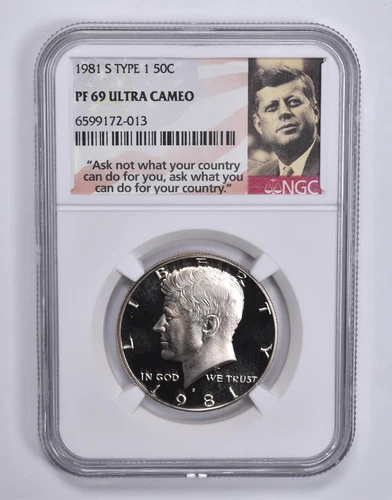 1981 S TYPE 1 50C
PF 69 ULTRA CAMEO
6599172-013
"Ask not what your country
can do for you, ask what you
can do for your country."
NGC
LIBERTY
IN GOD WE TRUST
1981